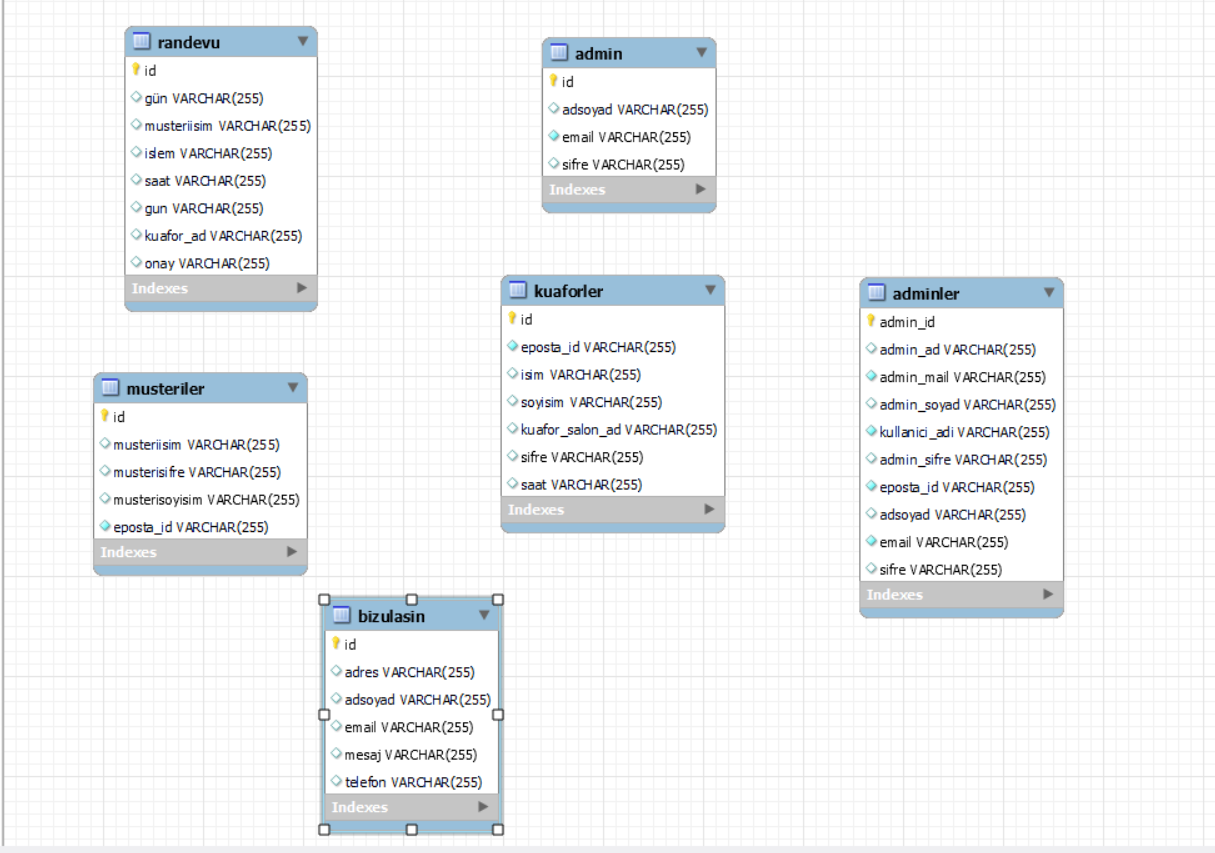 randevu
id
gün VARCHAR(255)
musteriisim VARCHAR(255)
islem VARCHAR(255)
saat VARCHAR(255)
gun VARCHAR(255)
kuafor_ad VARCHAR(255)
onay VARCHAR(255)
Indexes
admin
id
adsoyad VARCHAR(255)
email VARCHAR(255)
sifre VARCHAR(255)
Indexes
kuaforler
id
eposta_id VARCHAR(255)
isim VARCHAR(255)
soyisim VARCHAR(255)
kuafor_salon_ad VARCHAR(255)
sifre VARCHAR(255)
saat VARCHAR(255)
Indexes
adminler
admin_id
admin_ad VARCHAR(255)
admin_mail VARCHAR(255)
admin_soyad VARCHAR(255)
kullanici_adi VARCHAR(255)
admin_sifre VARCHAR(255)
eposta_id VARCHAR(255)
adsoyad VARCHAR(255)
email VARCHAR(255)
sifre VARCHAR(255)
Indexes
musteriler
id
musteriisim VARCHAR(255)
musterisifre VARCHAR(255)
musterisoyisim VARCHAR(255)
eposta_id VARCHAR(255)
Indexes
bizulasin
id
adres VARCHAR(255)
adsoyad VARCHAR(255)
email VARCHAR(255)
mesaj VARCHAR(255)
telefon VARCHAR(255)
Indexes